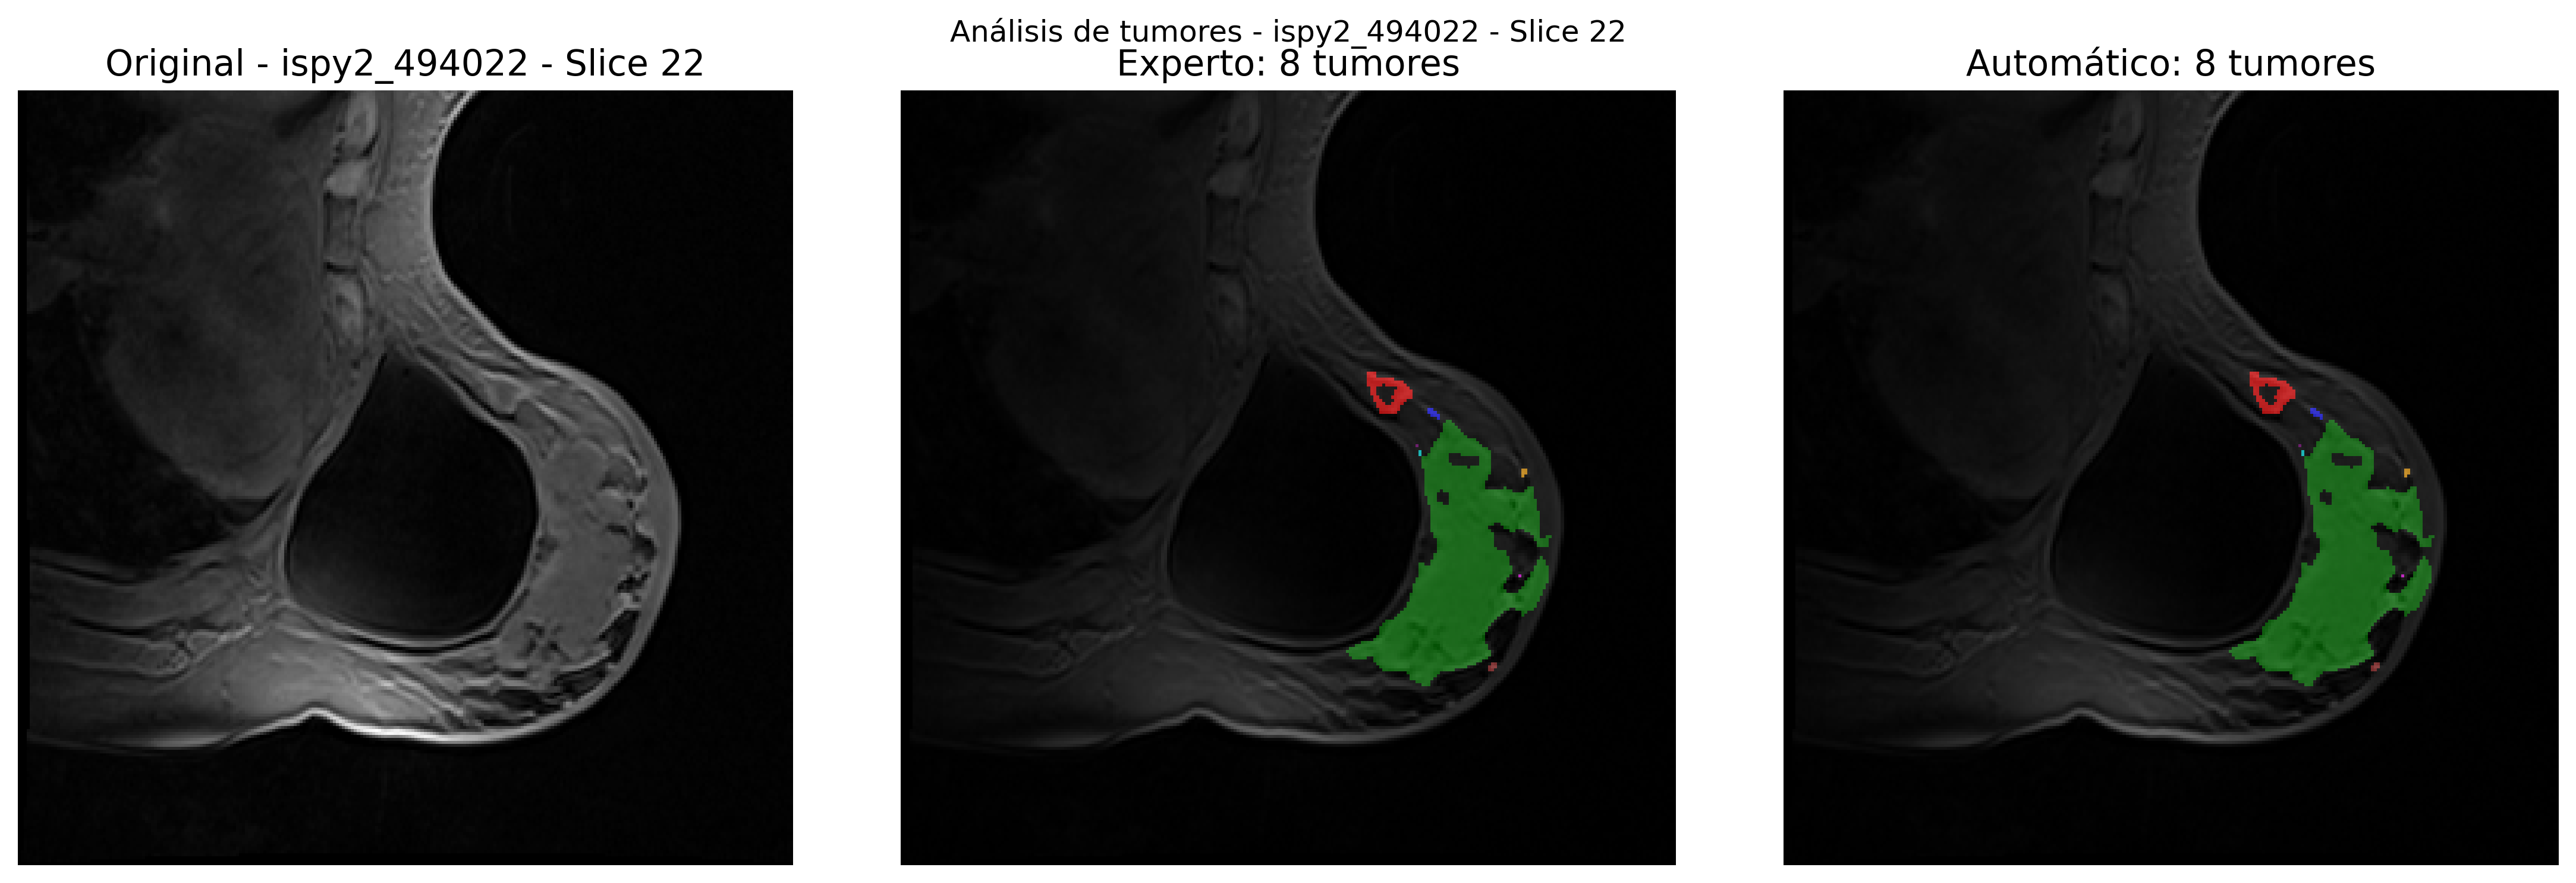 Análisis de tumores - ispy2_494022 - Slice 22
Original - ispy2_494022 - Slice 22
Experto: 8 tumores
Automático: 8 tumores